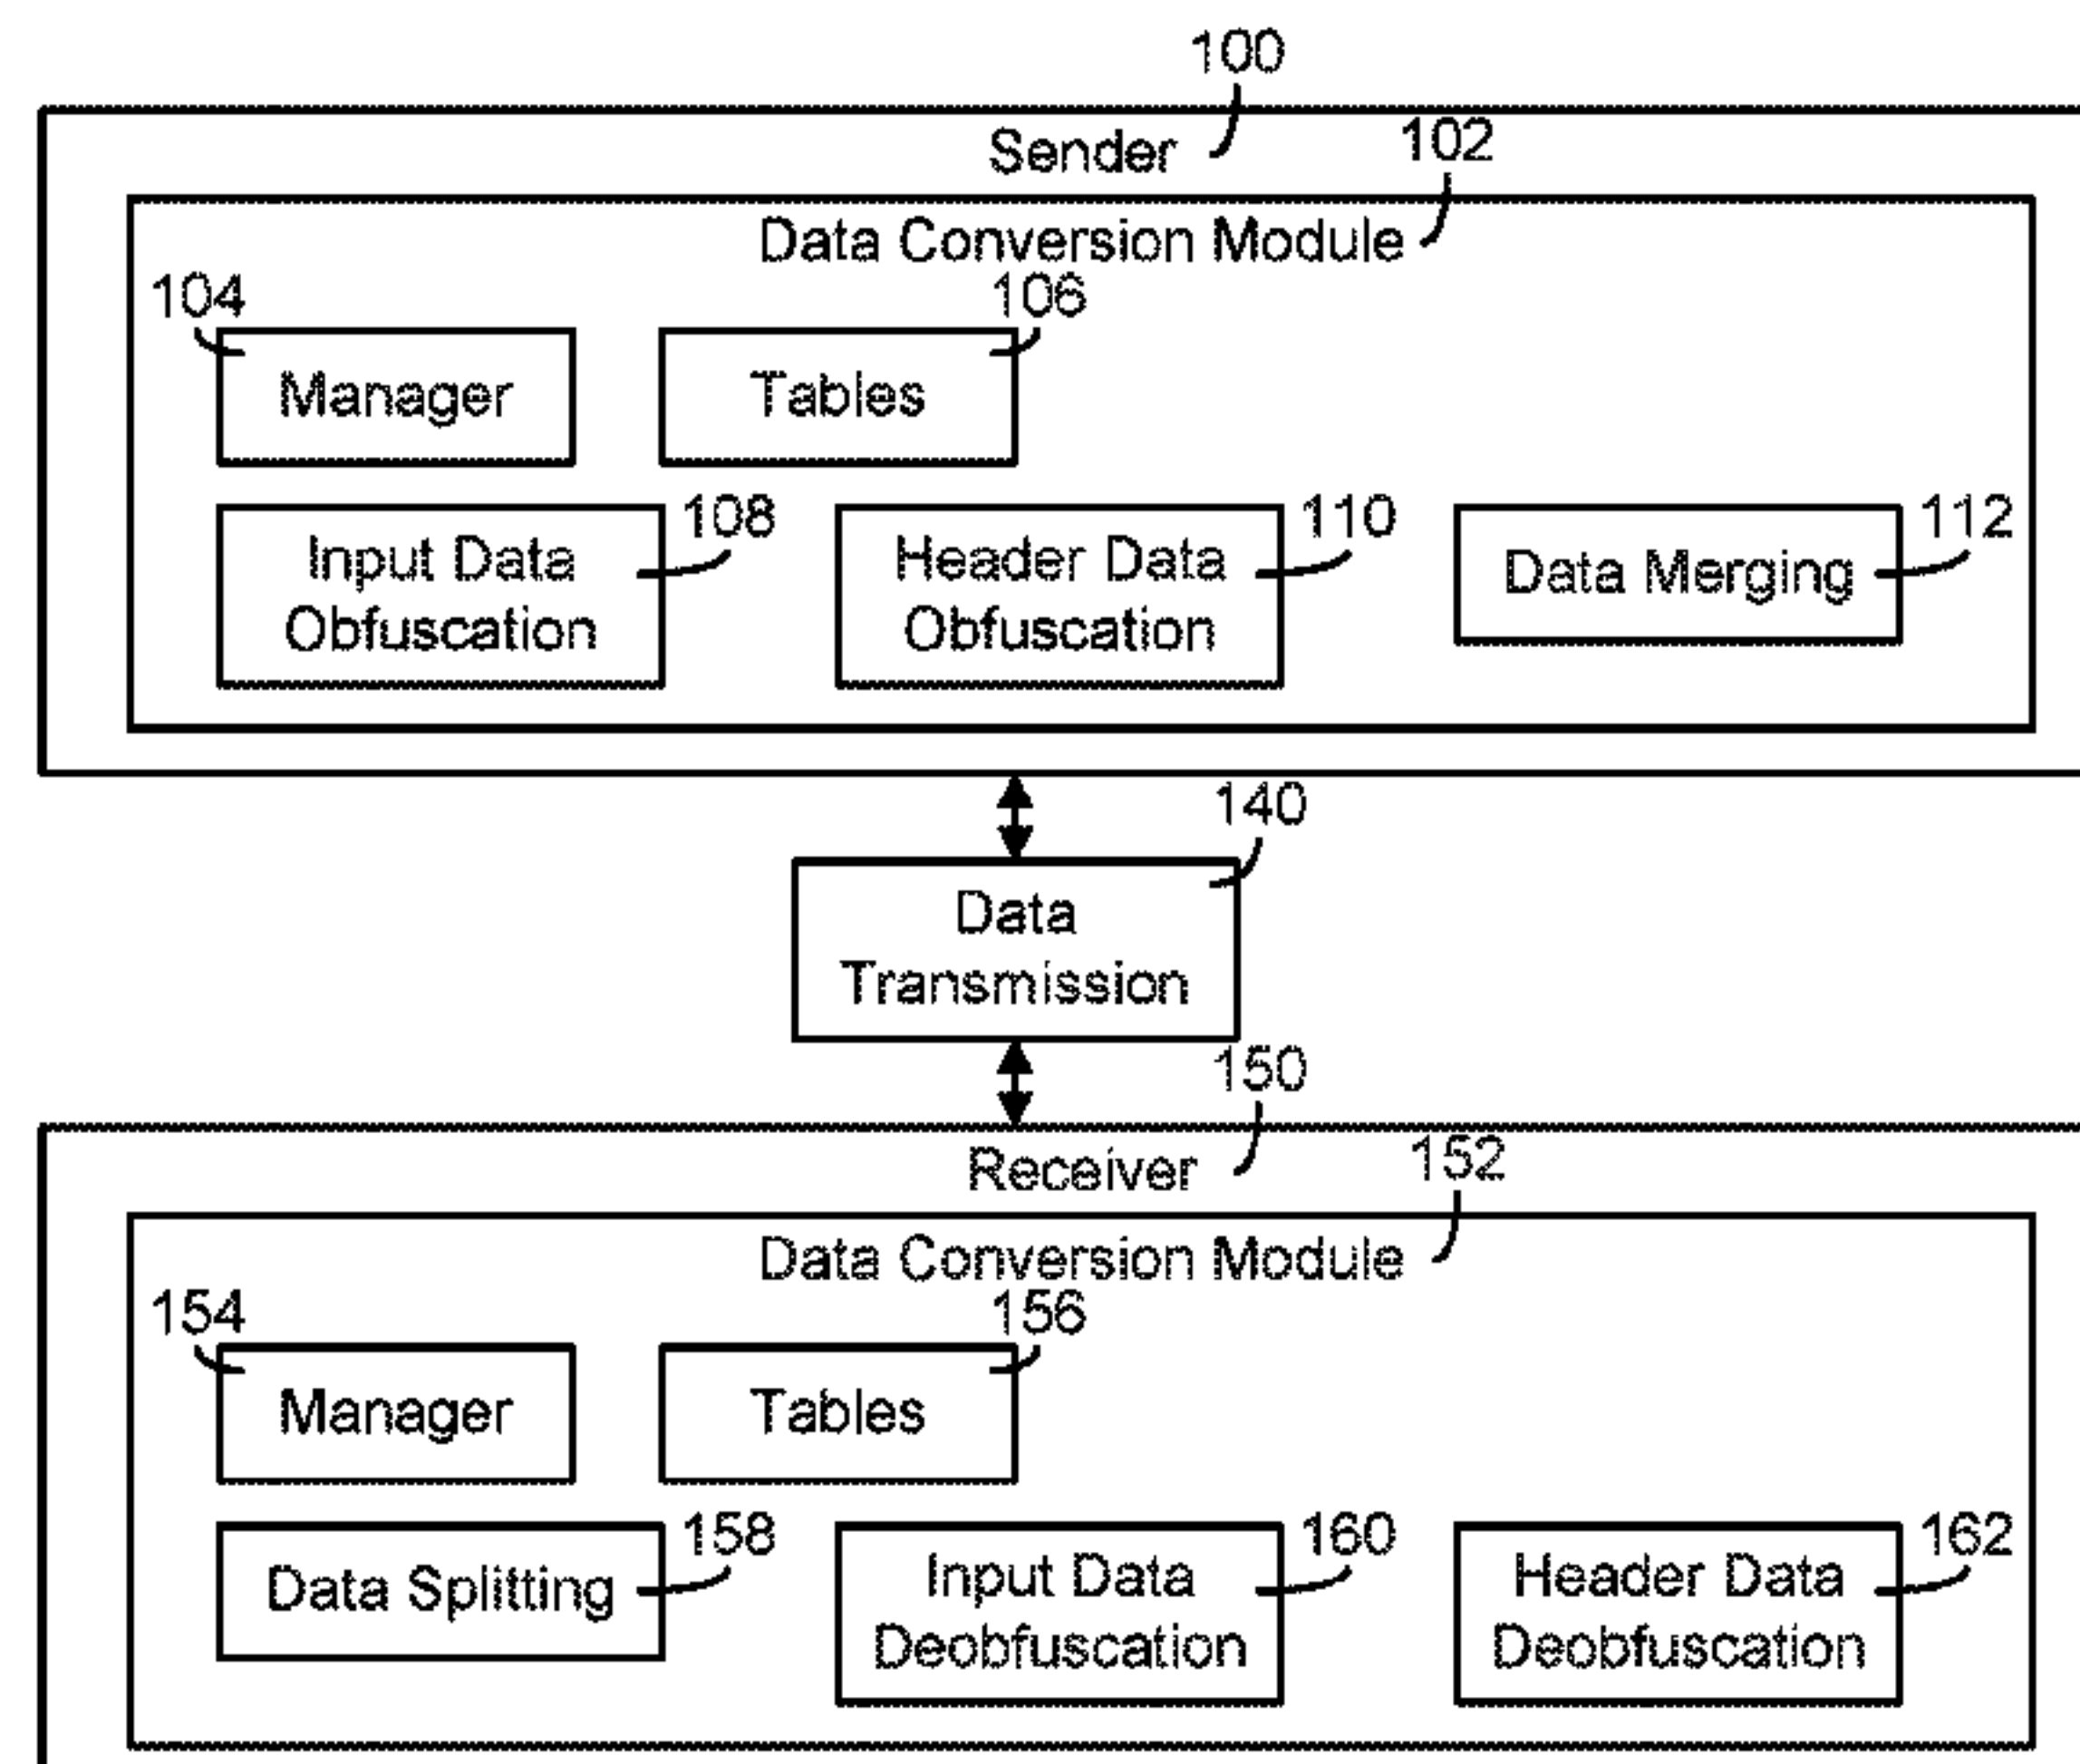 100
Sender
102
Data Conversion Module
104
106
Manager
Tables
108
110
112
Input Data
Obfuscation
Header Data
Obfuscation
Data Merging
140
Data
Transmission
150
Receiver
152
Data Conversion Module
154
156
Manager
Tables
158
160
162
Data Splitting
Input Data
Deobfuscation
Header Data
Deobfuscation